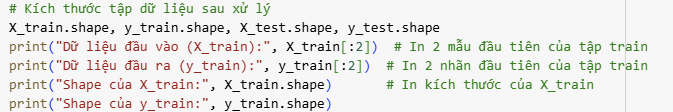 # Kích thước tập dữ liệu sau xử lý
X_train.shape, y_train.shape, X_test.shape, y_test.shape
print("Dữ liệu đầu vào (X_train):", X_train[:2])  # In 2 mẫu đầu tiên của tập train
print("Dữ liệu đầu ra (y_train):", y_train[:2])  # In 2 nhãn đầu tiên của tập train
print("Shape của X_train:", X_train.shape)       # In kích thước của X_train
print("Shape của y_train:", y_train.shape)